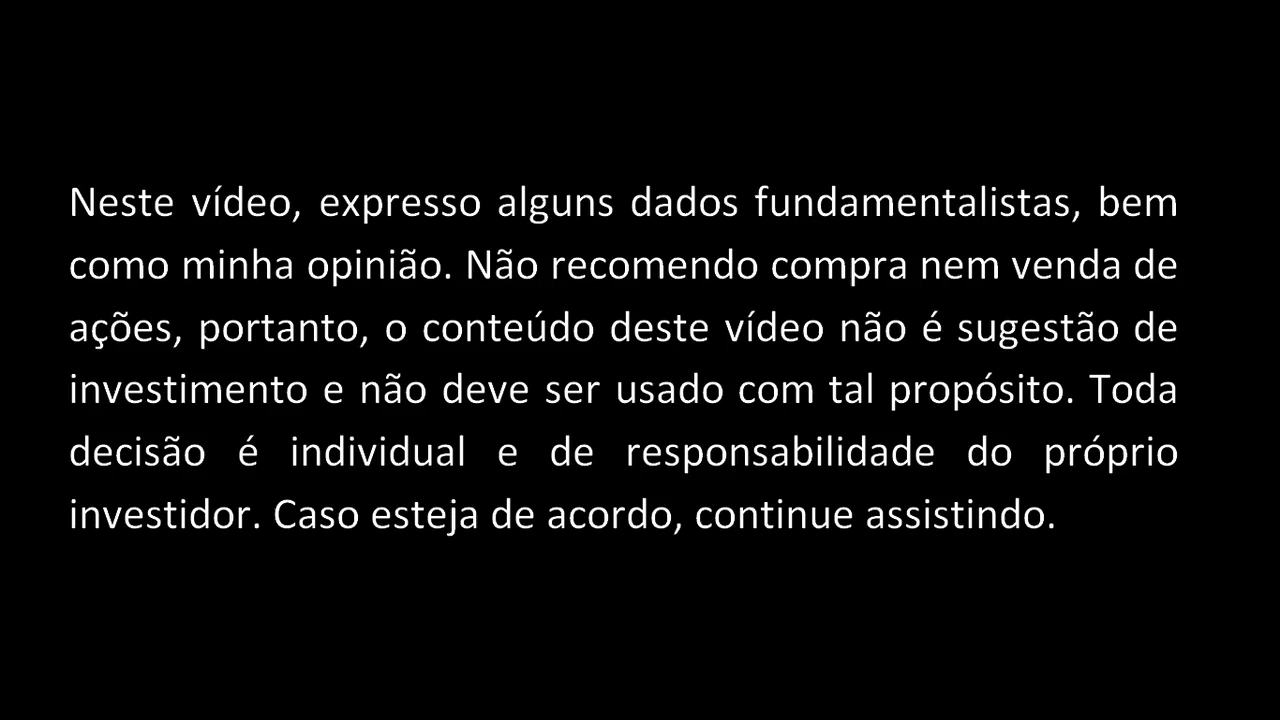 Neste vídeo, expresso alguns dados fundamentalistas, bem
como minha opinião. Não recomendo compra nem venda de
ações, portanto, o conteúdo deste vídeo não é sugestão de
investimento e não deve ser usado com tal propósito. Toda
decisão é individual e de responsabilidade do próprio
investidor. Caso esteja de acordo, continue assistindo.